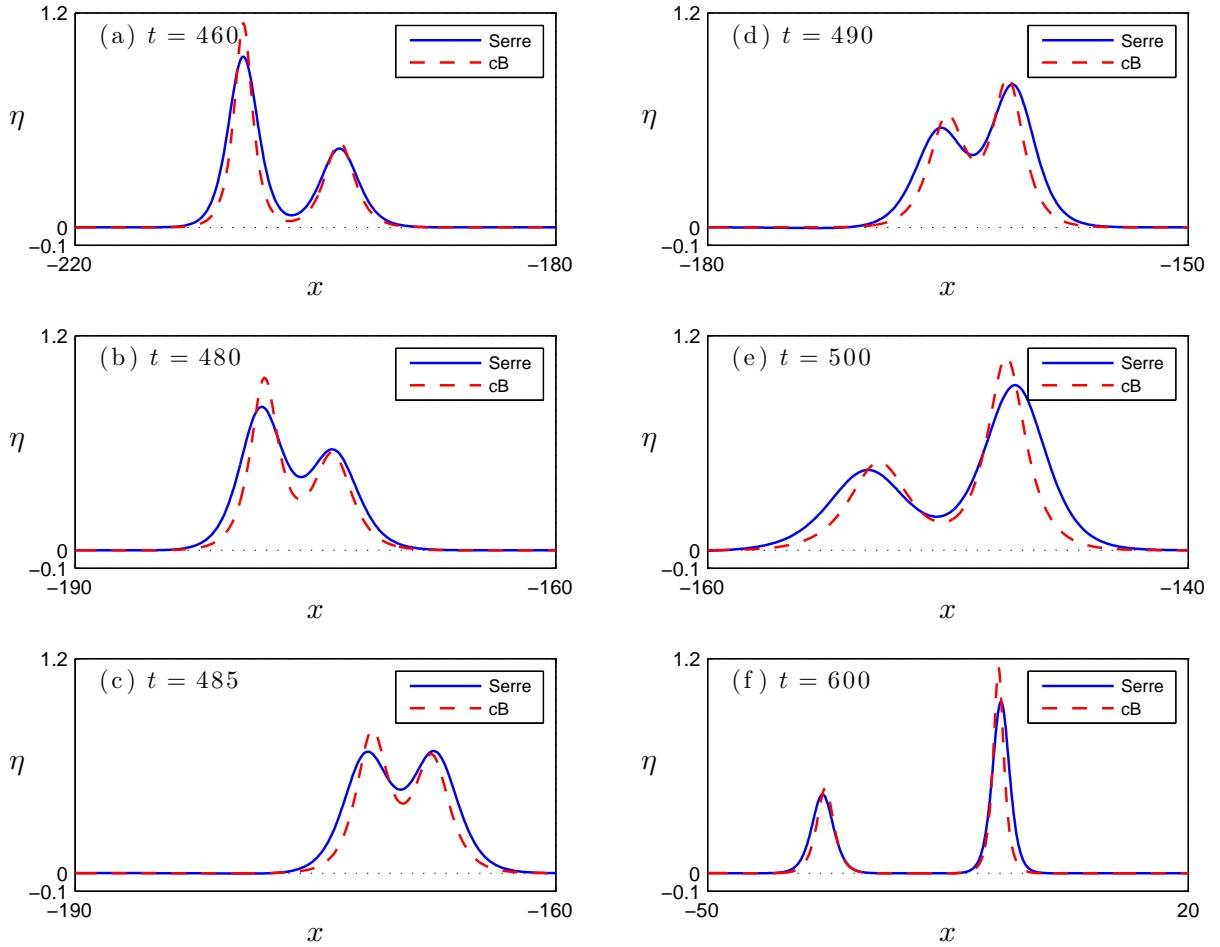 1.2
(a) t = 460
Serre
cB
η
0
−0.1
−220
−180
x
1.2
(b) t = 480
Serre
cB
η
0
−0.1
−190
−160
x
1.2
(c) t = 485
Serre
cB
η
0
−0.1
−190
−160
x
1.2
(d) t = 490
Serre
cB
η
0
−0.1
−180
−150
x
1.2
(e) t = 500
Serre
cB
η
0
−0.1
−160
−140
x
1.2
(f) t = 600
Serre
cB
η
0
−0.1
−50
20
x